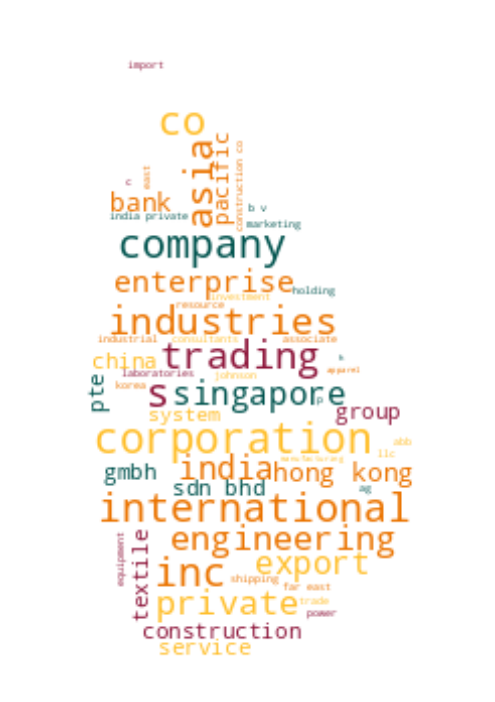 import
co
asia
pacific
construction co
east
c
bank
india private
b v
marketing
company
enterprise
holding
investment
resource
industries
industrial
consultants
associate
trading
china
laboratories
johnson
k
apparel
korea
pte
s
singapore
p
system
group
corporation
abb
llc
gmbh
india
hong kong
sdn bhd
ag
international
engineering
equipment
textile
inc
export
shipping
far east
private
trade
power
construction
service